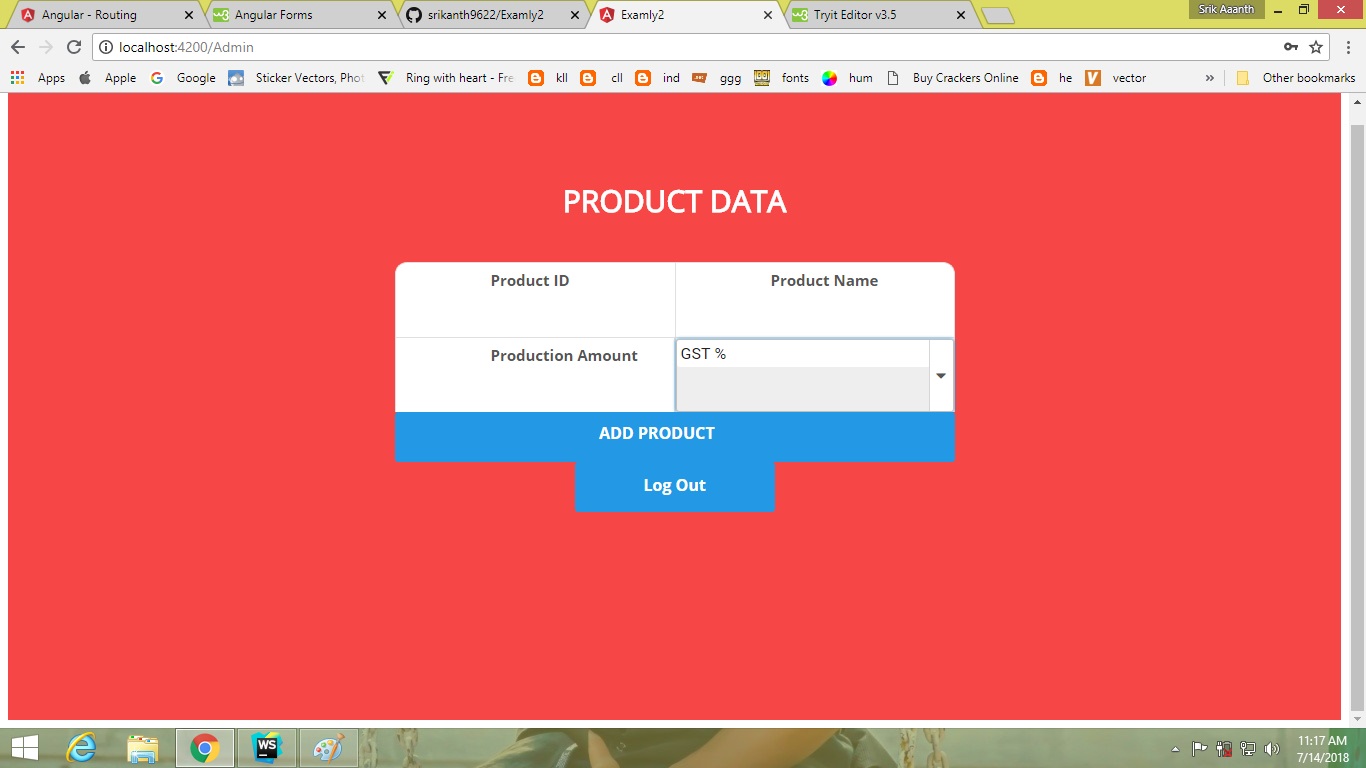 Angular - Routing
Angular Forms
srikanth9622/Examly2
Examly2
Tryit Editor v3.5
Srik Aaanth
localhost:4200/Admin
Apps Apple Google Sticker Vectors, Phot Ring with heart - Fre kll cll ind ggg fonts hum Buy Crackers Online he vector » Other bookmarks
PRODUCT DATA
Product ID Product Name
Production Amount GST %
ADD PRODUCT
Log Out
WS
11:17 AM
7/14/2018